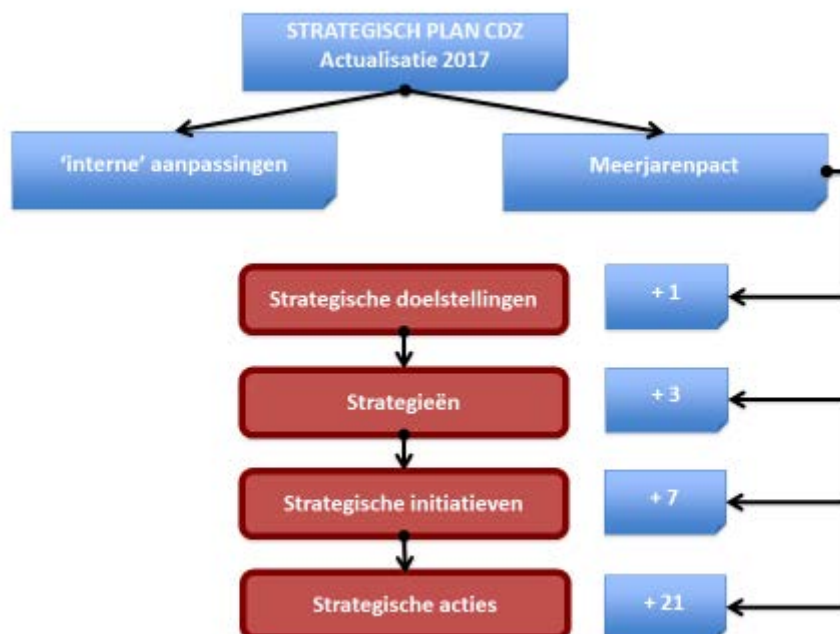 STRATEGISCH PLAN CDZ
Actualisatie 2017
‘interne’ aanpassingen
Meerjarenpact
Strategische doelstellingen
+ 1
Strategieën
+ 3
Strategische initiatieven
+ 7
Strategische acties
+ 21